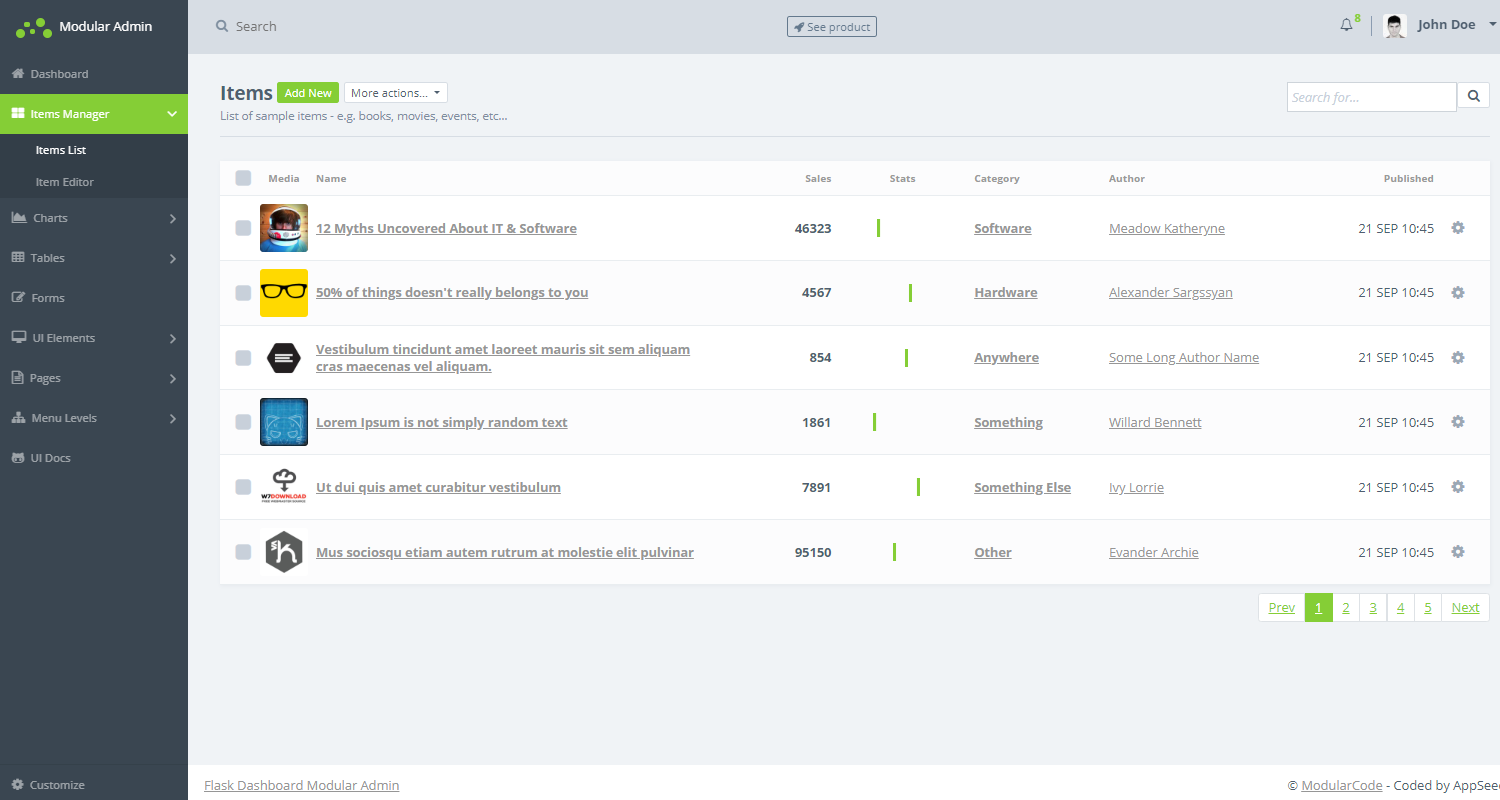 Modular Admin
Search
See product
8
John Doe
Dashboard
Items Manager
Items List
Item Editor
Charts
Tables
Forms
UI Elements
Pages
Menu Levels
UI Docs
Customize
Items
Add New
More actions...
List of sample items - e.g. books, movies, events, etc...
Search for...
Media Name Sales Stats Category Author Published
12 Myths Uncovered About IT & Software 46323 Software Meadow Katheryne 21 SEP 10:45
50% of things doesn't really belongs to you 4567 Hardware Alexander Sargssyan 21 SEP 10:45
Vestibulum tincidunt amet laoreet mauris sit sem aliquam
cras maecenas vel aliquam.
854 Anywhere Some Long Author Name 21 SEP 10:45
Lorem Ipsum is not simply random text 1861 Something Willard Bennett 21 SEP 10:45
W7DOWNLOAD
Ut dui quis amet curabitur vestibulum 7891 Something Else Ivy Lorrie 21 SEP 10:45
sk
Mus sociosqu etiam autem rutrum at molestie elit pulvinar 95150 Other Evander Archie 21 SEP 10:45
Prev 1 2 3 4 5 Next
Flask Dashboard Modular Admin
© ModularCode - Coded by AppSee